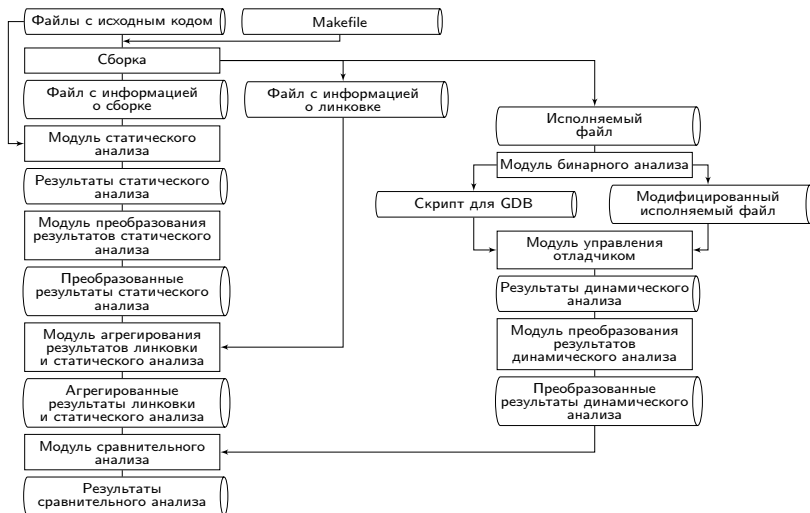 Файлы с исходным кодом
Makefile
Сборка
Файл с информацией
о сборке
Файл с информацией
о линковке
Исполняемый
файл
Модуль статического
анализа
Модуль бинарного анализа
Результаты статического
анализа
Скрипт для GDB
Модифицированный
исполняемый файл
Модуль преобразования
результатов статического
анализа
Модуль управления
отладчиком
Преобразованные
результаты статического
анализа
Результаты динамического
анализа
Модуль агрегирования
результатов линковки
и статического анализа
Модуль преобразования
результатов
динамического анализа
Агрегированные
результаты линковки
и статического анализа
Преобразованные
результаты динамического
анализа
Модуль сравнительного
анализа
Результаты
сравнительного анализа